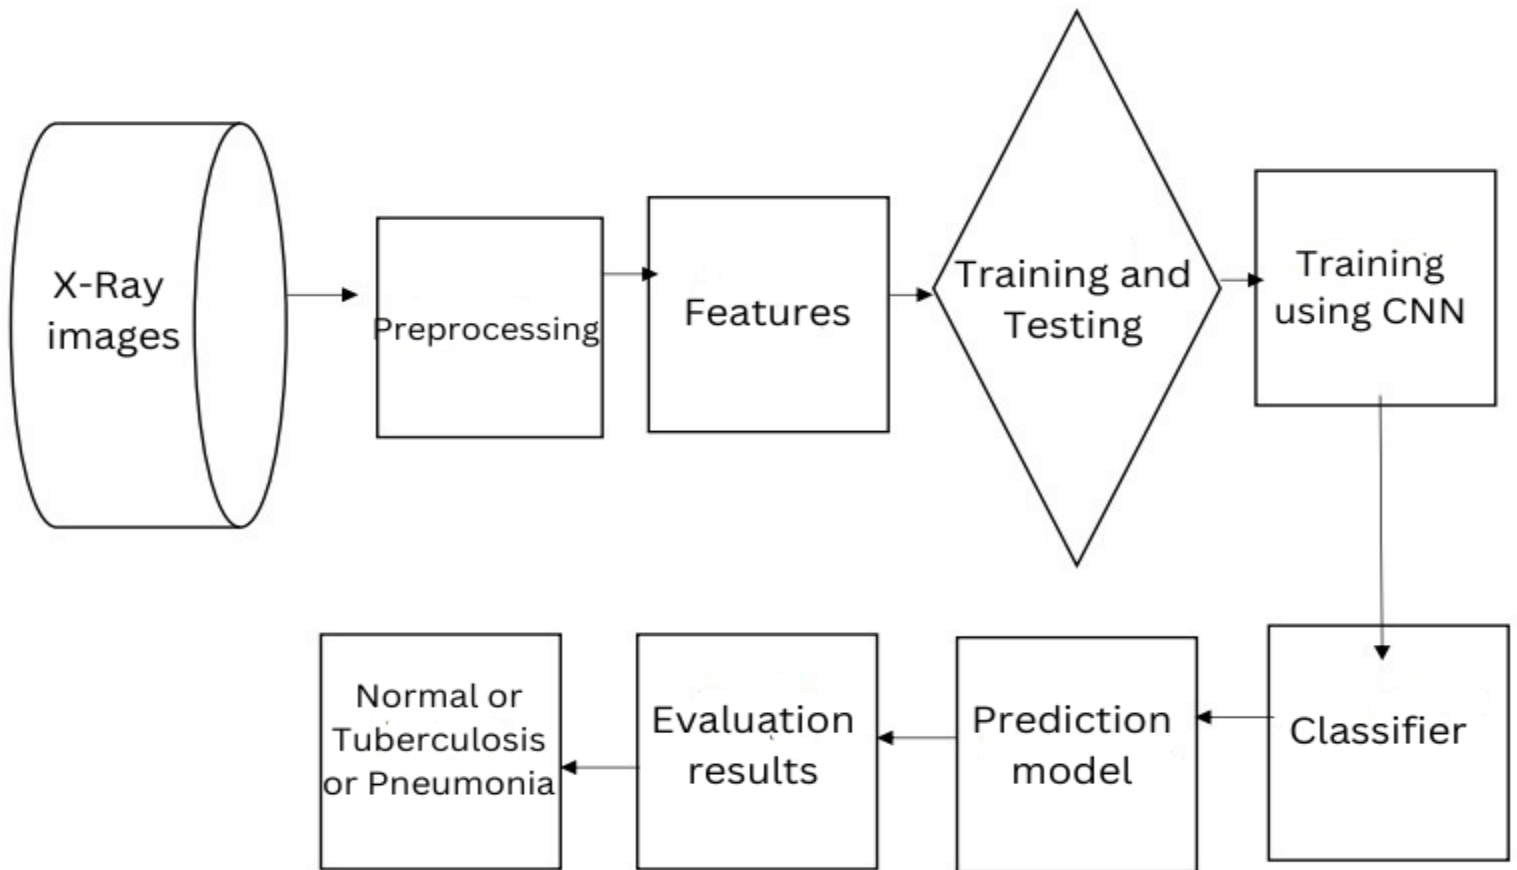 X-Ray
images
Preprocessing
Features
Training and
Testing
Training
using CNN
Classifier
Prediction
model
Evaluation
results
Normal or
Tuberculosis
or Pneumonia